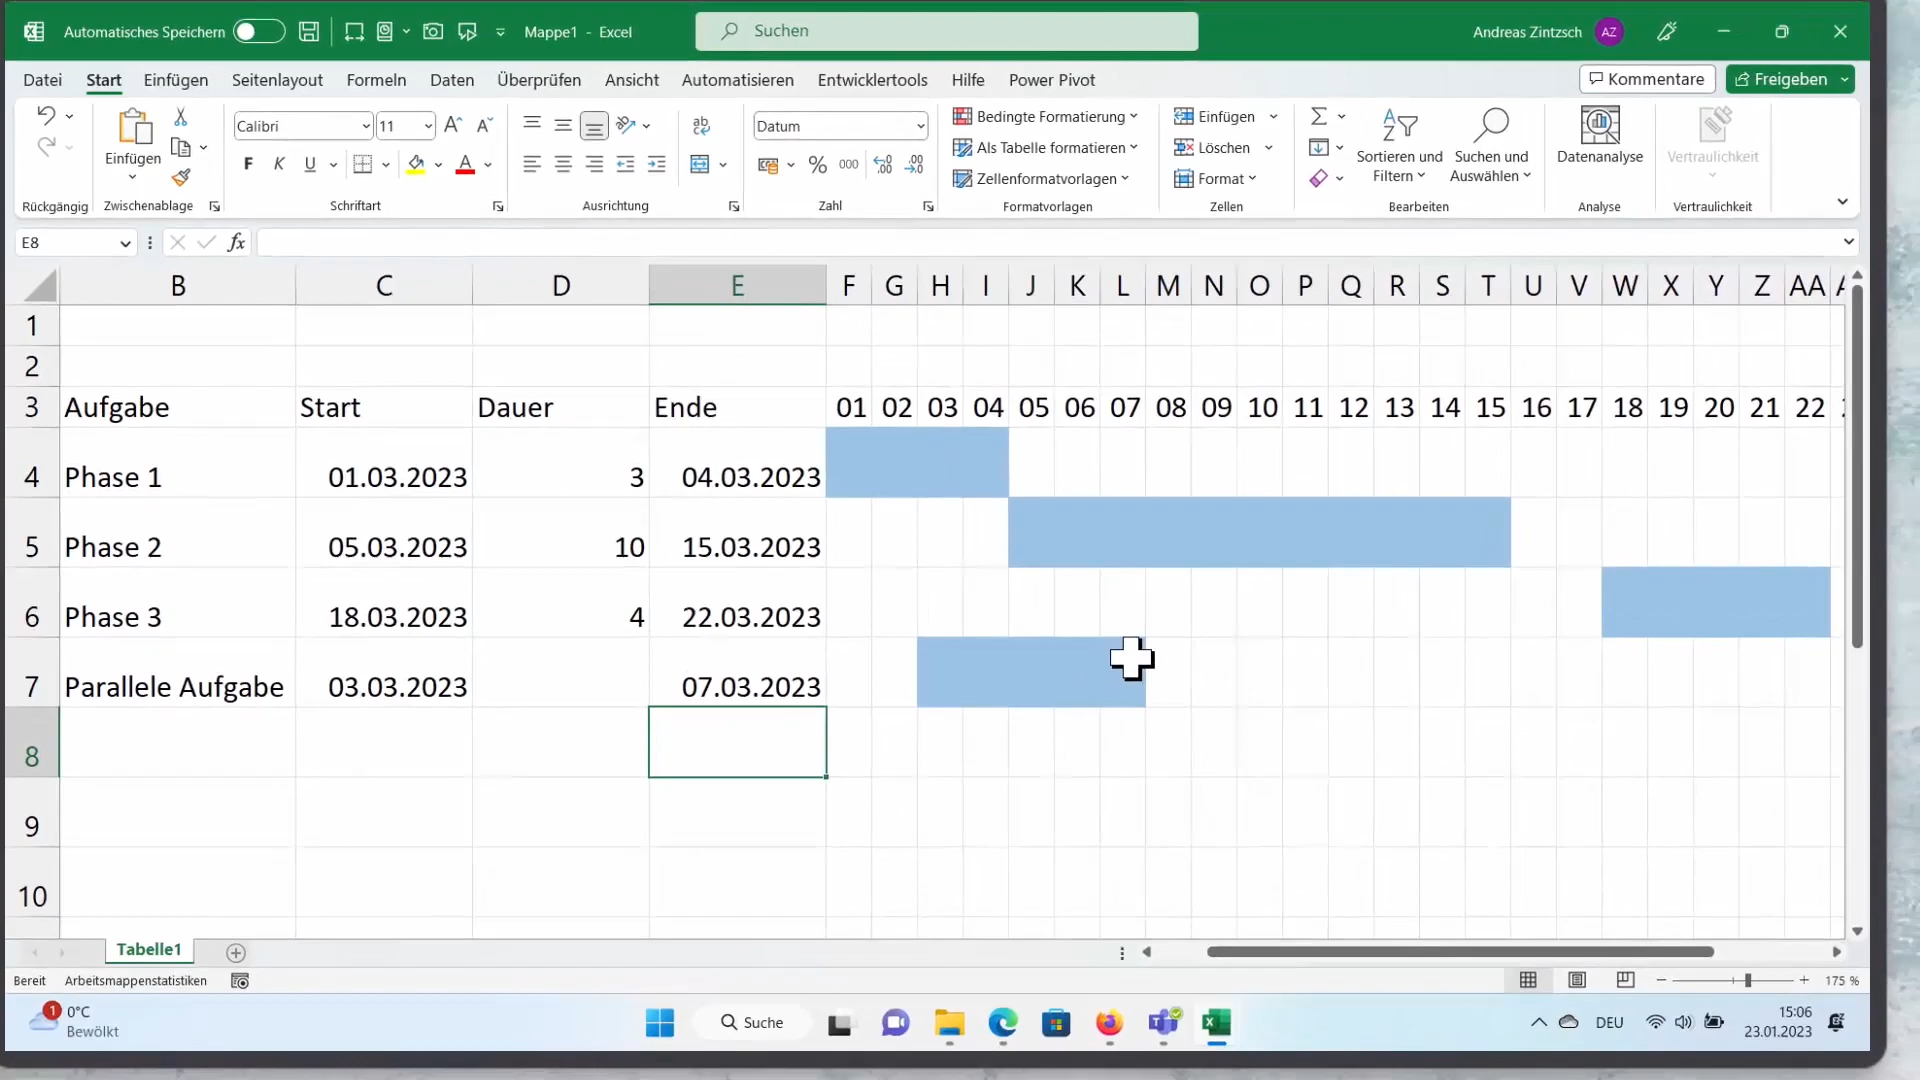 Automatisches Speichern Mappe1 - Excel Suchen Andreas Zintzsch AZ
Datei Start Einfügen Seitenlayout Formeln Daten Überprüfen Ansicht Automatisieren Entwicklertools Hilfe Power Pivot Kommentare Freigeben
Calibri 11 Datum Bedingte Formatierung Einfügen
Einfügen Als Tabelle formatieren Löschen Sortieren und Filtern Suchen und Auswählen Datenanalyse Vertraulichkeit
F K U % 000 Zellenformatvorlagen Format
Rückgängig Zwischenablage Schriftart Ausrichtung Zahl Formatvorlagen Zellen Bearbeiten Analyse Vertraulichkeit
E8 fx
B C D E F G H I J K L M N O P Q R S T U V W X Y Z AA
1
2
3 Aufgabe Start Dauer Ende 01 02 03 04 05 06 07 08 09 10 11 12 13 14 15 16 17 18 19 20 21 22
4 Phase 1 01.03.2023 3 04.03.2023
5 Phase 2 05.03.2023 10 15.03.2023
6 Phase 3 18.03.2023 4 22.03.2023
7 Parallele Aufgabe 03.03.2023 07.03.2023
8
9
10
Tabelle1
Bereit Arbeitsmappenstatistiken 175 %
1 0°C
Bewölkt
Suche
DEU
15:06
23.01.2023